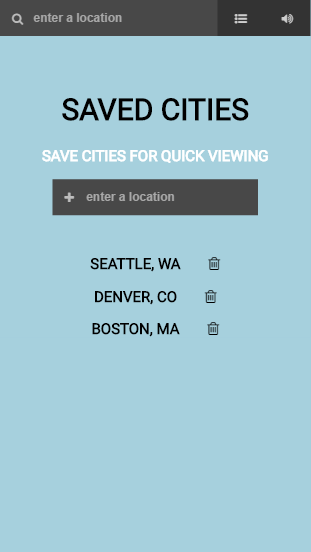 enter a location
SAVED CITIES
SAVE CITIES FOR QUICK VIEWING
enter a location
SEATTLE, WA
DENVER, CO
BOSTON, MA